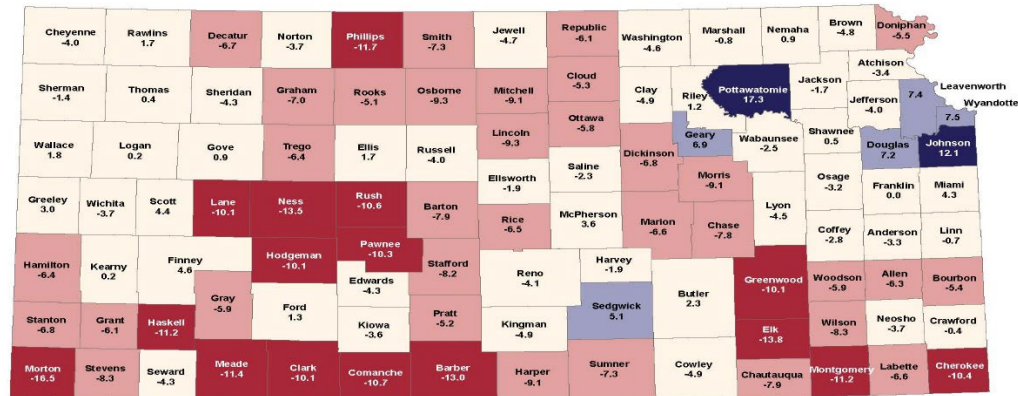 Cheyenne
-4.0
Rawlins
1.7
Decatur
-6.7
Norton
-3.7
Phillips
-11.7
Smith
-7.3
Jewell
-4.7
Republic
-6.1
Washington
-4.6
Marshall
-0.8
Nemaha
0.9
Brown
-4.8
Doniphan
-5.5
Sherman
-1.4
Thomas
0.4
Sheridan
-4.3
Graham
-7.0
Rooks
-5.1
Osborne
-9.3
Mitchell
-9.1
Cloud
-5.3
Clay
-4.9
Riley
1.2
Pottawatomie
17.3
Jackson
-1.7
Atchison
-3.4
Jefferson
-4.0
Leavenworth
7.4
Wyandotte
7.5
Wallace
1.8
Logan
0.2
Gove
0.9
Trego
-6.4
Ellis
1.7
Russell
-4.0
Lincoln
-9.3
Ottawa
-5.8
Saline
-2.3
Dickinson
-6.8
Geary
6.9
Wabaunsee
-2.5
Shawnee
0.5
Douglas
7.2
Johnson
12.1
Greeley
3.0
Wichita
-3.7
Scott
4.4
Lane
-10.1
Ness
-13.5
Rush
-10.6
Barton
-7.9
Ellsworth
-1.9
Rice
-6.5
McPherson
3.6
Marion
-6.6
Morris
-9.1
Chase
-7.8
Lyon
-4.5
Osage
-3.2
Franklin
0.0
Miami
4.3
Coffey
-2.8
Anderson
-3.3
Linn
-0.7
Hamilton
-6.4
Kearny
0.2
Finney
4.6
Hodgeman
-10.1
Pawnee
-10.3
Edwards
-4.3
Stafford
-8.2
Reno
-4.1
Harvey
-1.9
Butler
2.3
Greenwood
-10.1
Woodson
-5.9
Allen
-6.3
Bourbon
-5.4
Stanton
-6.8
Grant
-6.1
Haskell
-11.2
Gray
-5.9
Ford
1.3
Kiowa
-3.6
Pratt
-5.2
Kingman
-4.9
Sedgwick
5.1
Elk
-13.8
Wilson
-8.3
Neosho
-3.7
Crawford
-0.4
Morton
-16.5
Stevens
-8.3
Seward
-4.3
Meade
-11.4
Clark
-10.1
Comanche
-10.7
Barber
-13.0
Harper
-9.1
Sumner
-7.3
Cowley
-4.9
Chautauqua
-7.9
Montgomery
-11.2
Labette
-6.6
Cherokee
-10.4